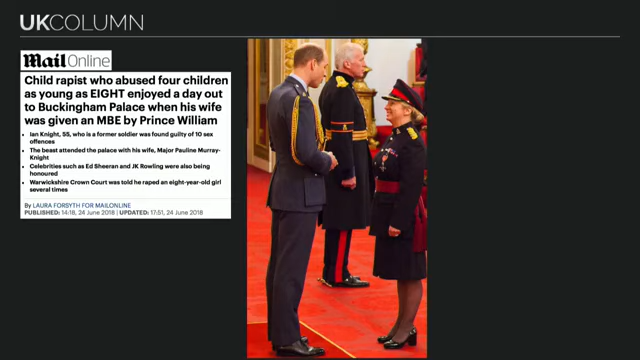 UKCOLUMN
Mail Online
Child rapist who abused four children
as young as EIGHT enjoyed a day out
to Buckingham Palace when his wife
was given an MBE by Prince William
• Ian Knight, 55, who is a former soldier was found guilty of 10 sex
offences
• The beast attended the palace with his wife, Major Pauline Murray-
Knight
• Celebrities such as Ed Sheeran and JK Rowling were also being
honoured
• Warwickshire Crown Court was told he raped an eight-year-old girl
several times
By LAURA FORSYTH FOR MAILONLINE
PUBLISHED: 14:18, 24 June 2018 | UPDATED: 17:51, 24 June 2018